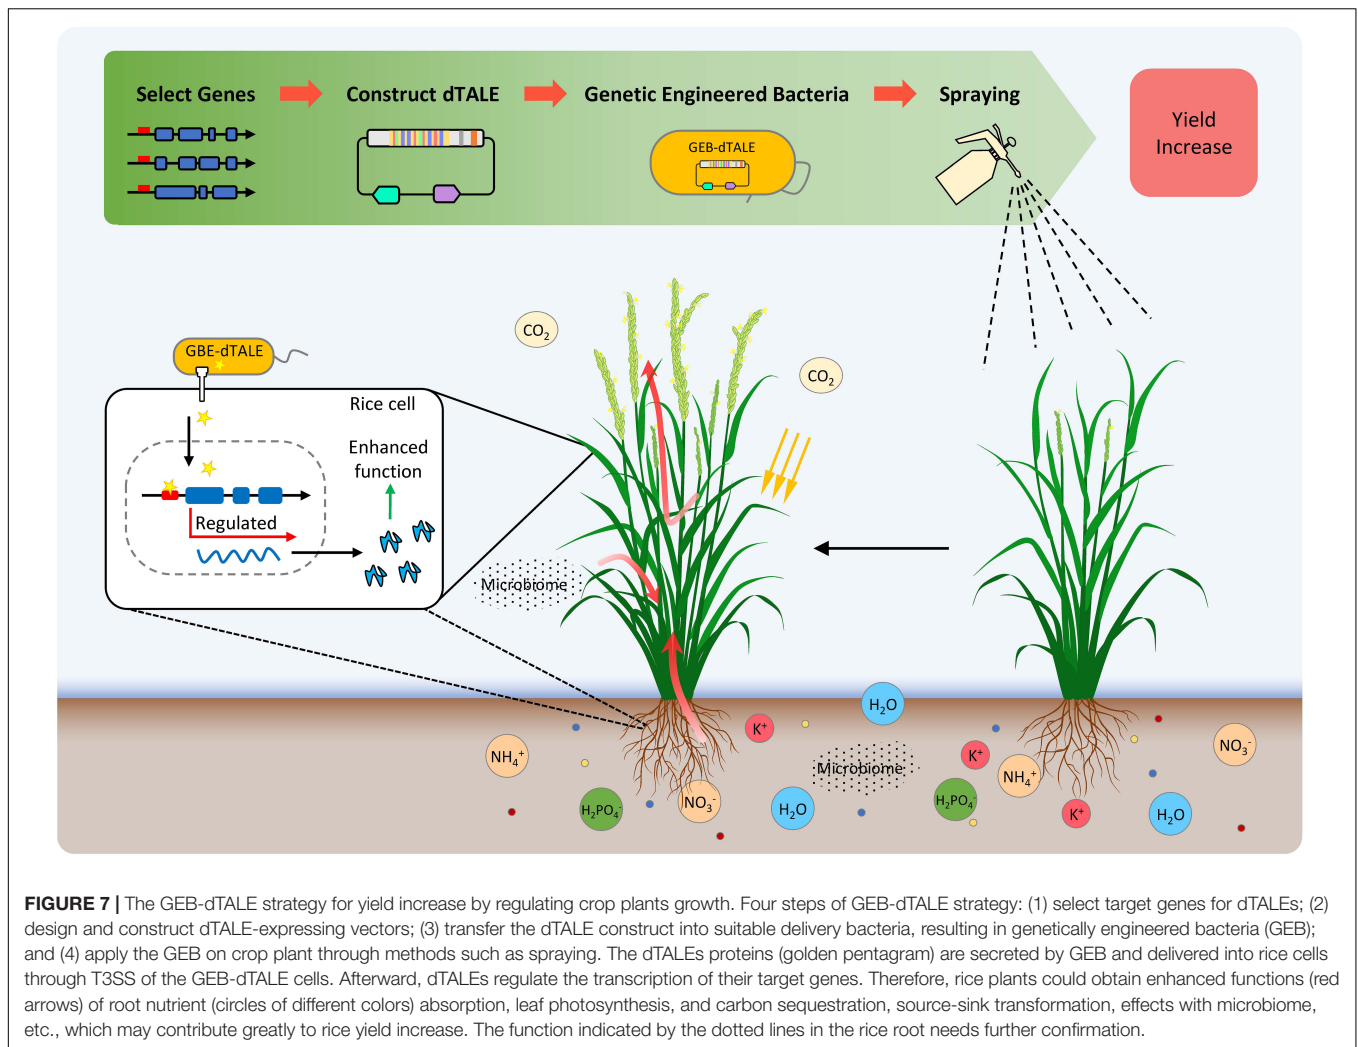 Select Genes
Construct dTALE
Genetic Engineered Bacteria
Spraying
Yield
Increase
GEB-dTALE
CO₂
CO₂
GBE-dTALE
Rice cell
Enhanced
function
Regulated
Microbiome
H₂O
K⁺
NH₄⁺
H₂PO₄⁻
NO₃⁻
H₂O
Microbiome
K⁺
NH₄⁺
H₂PO₄⁻
K⁺
H₂O
NO₃⁻
FIGURE 7 | The GEB-dTALE strategy for yield increase by regulating crop plants growth. Four steps of GEB-dTALE strategy: (1) select target genes for dTALEs; (2)
design and construct dTALE-expressing vectors; (3) transfer the dTALE construct into suitable delivery bacteria, resulting in genetically engineered bacteria (GEB);
and (4) apply the GEB on crop plant through methods such as spraying. The dTALEs proteins (golden pentagram) are secreted by GEB and delivered into rice cells
through T3SS of the GEB-dTALE cells. Afterward, dTALEs regulate the transcription of their target genes. Therefore, rice plants could obtain enhanced functions (red
arrows) of root nutrient (circles of different colors) absorption, leaf photosynthesis, and carbon sequestration, source-sink transformation, effects with microbiome,
etc., which may contribute greatly to rice yield increase. The function indicated by the dotted lines in the rice root needs further confirmation.